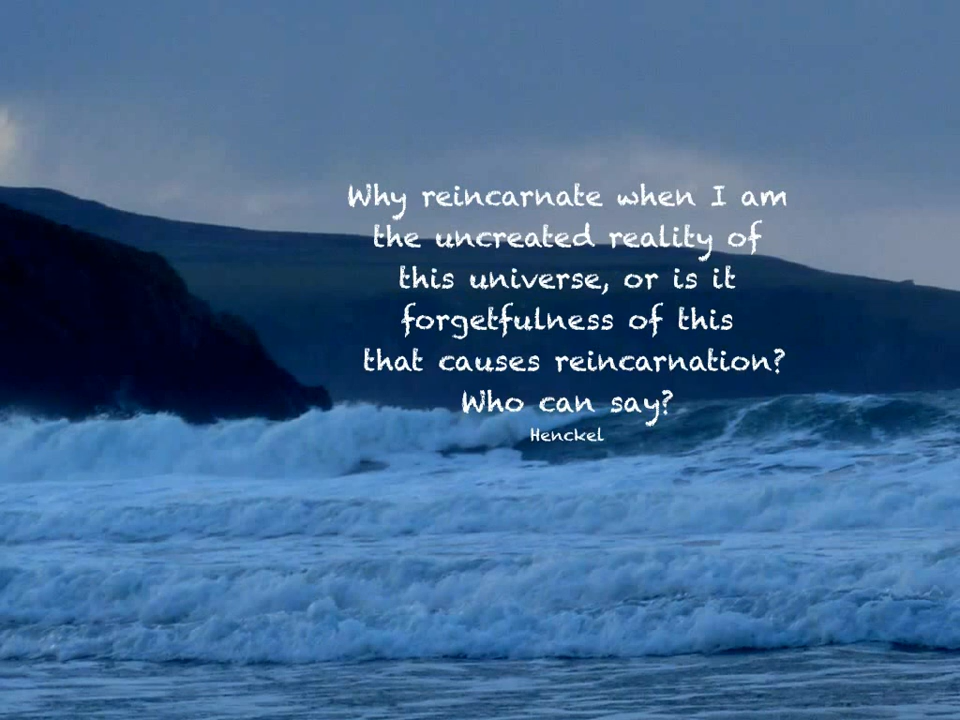 Why reincarnate when I am
the uncreated reality of
this universe, or is it
forgetfulness of this
that causes reincarnation?
Who can say?
Henckel